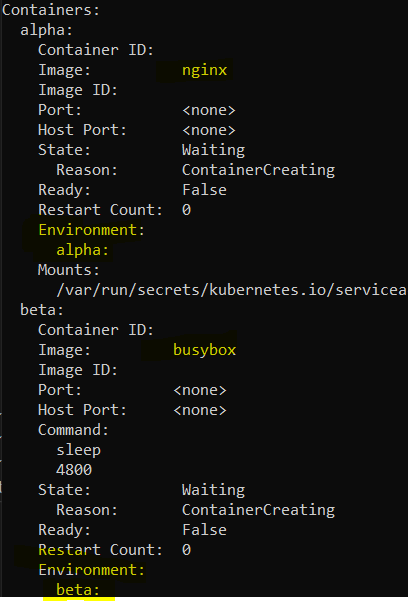 Containers:
alpha:
Container ID:
Image: nginx
Image ID:
Port: <none>
Host Port: <none>
State: Waiting
Reason: ContainerCreating
Ready: False
Restart Count: 0
Environment:
alpha:
Mounts:
/var/run/secrets/kubernetes.io/servicea
beta:
Container ID:
Image: busybox
Image ID:
Port: <none>
Host Port: <none>
Command:
sleep
4800
State: Waiting
Reason: ContainerCreating
Ready: False
Restart Count: 0
Environment:
beta: